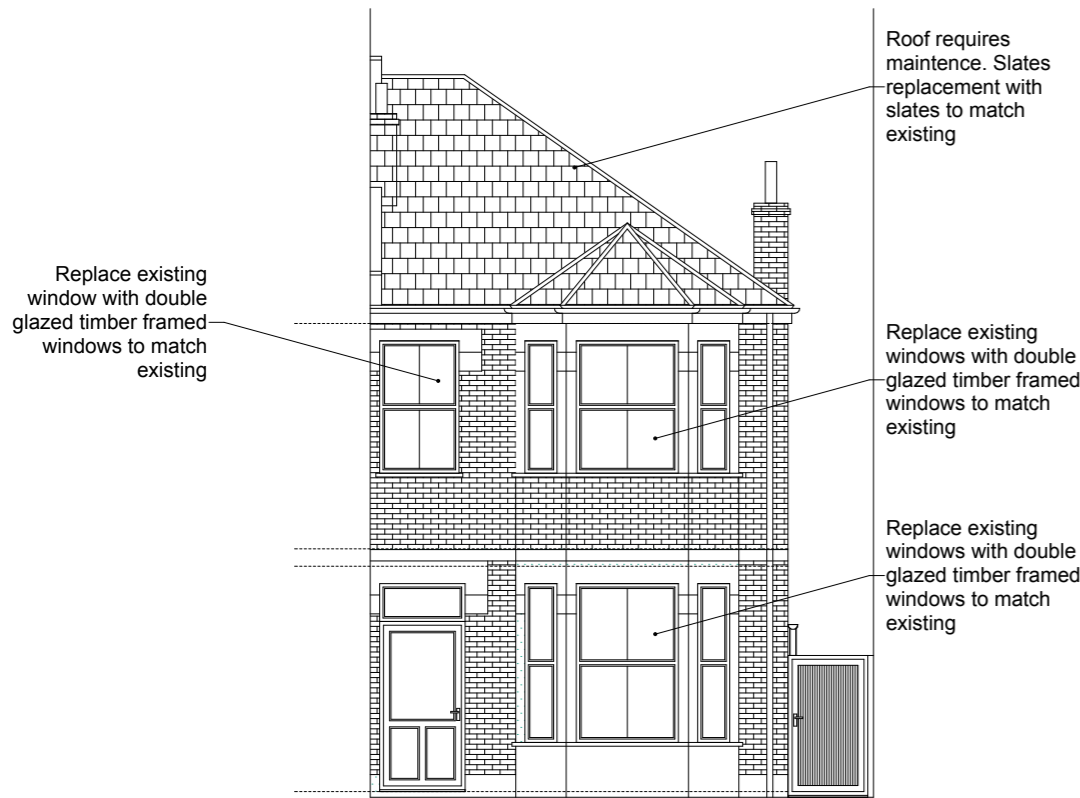 Roof requires
maintence. Slates
replacement with
slates to match
existing
Replace existing
window with double
glazed timber framed
windows to match
existing
Replace existing
windows with double
glazed timber framed
windows to match
existing
Replace existing
windows with double
glazed timber framed
windows to match
existing